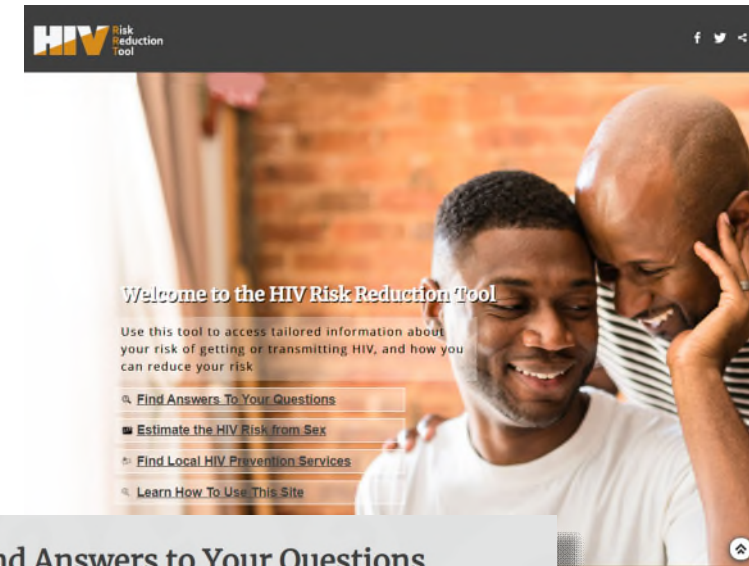 HIV Risk
Reduction
Tool
Welcome to the HIV Risk Reduction Tool
Use this tool to access tailored information about
your risk of getting or transmitting HIV, and how you
can reduce your risk
Find Answers To Your Questions
Estimate the HIV Risk from Sex
Find Local HIV Prevention Services
Learn How To Use This Site
Answers to Your Questions